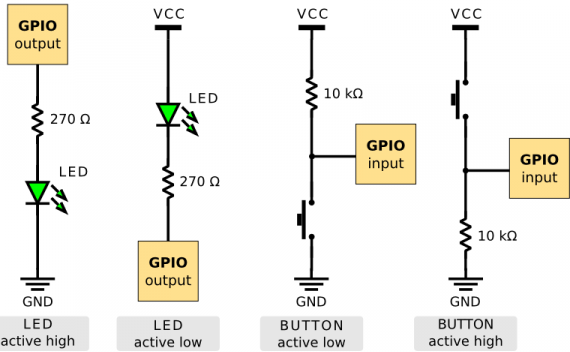 GPIO
output
270 Ω
LED
GND
LED
active high
VCC
LED
270 Ω
GPIO
output
LED
active low
VCC
10 kΩ
GPIO
input
GND
BUTTON
active low
VCC
GPIO
input
10 kΩ
GND
BUTTON
active high